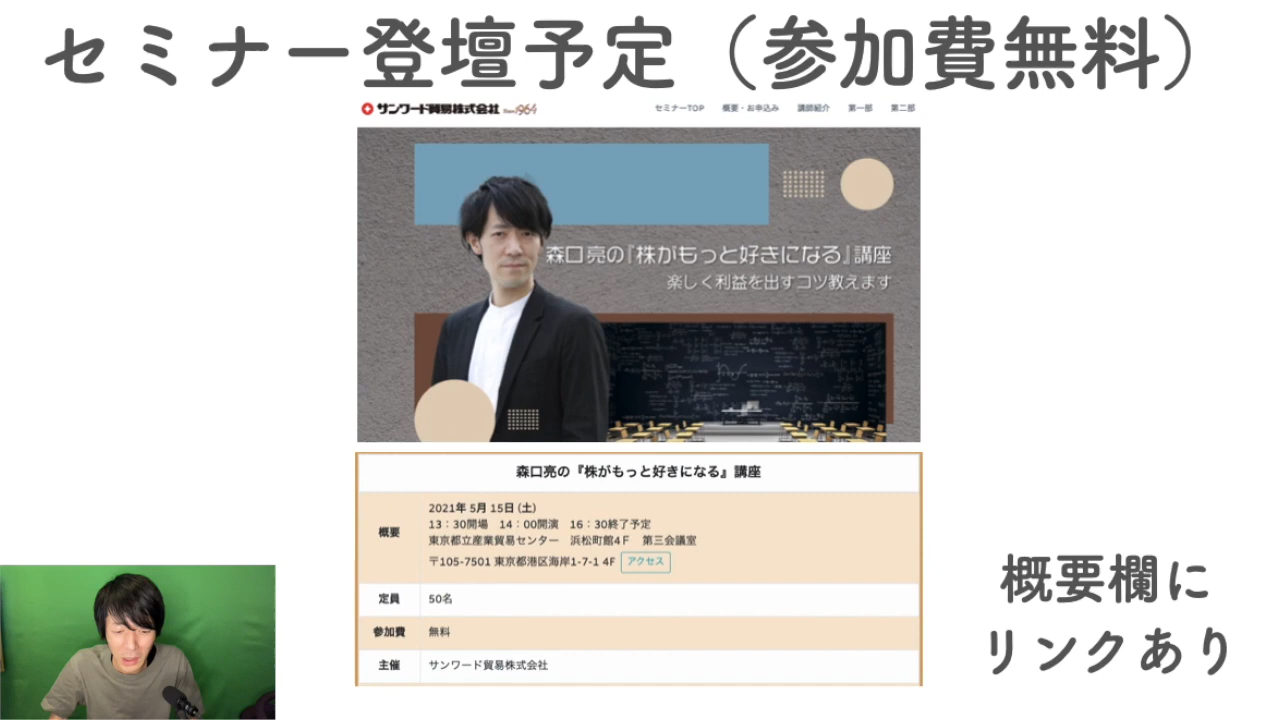 セミナー登壇予定（参加費無料）
サンワード貿易株式会社 Since1964
セミナーTOP 概要・お申込み 講師紹介 第一部 第二部
森口亮の『株がもっと好きになる』講座
楽しく利益を出すコツ教えます
森口亮の『株がもっと好きになる』講座
概要
2021年 5月 15日 (土)
13：30開場 14：00開演 16：30終了予定
東京都立産業貿易センター 浜松町館4F 第三会議室
〒105-7501 東京都港区海岸1-7-1 4F アクセス
定員 50名
参加費 無料
主催 サンワード貿易株式会社
概要欄に
リンクあり